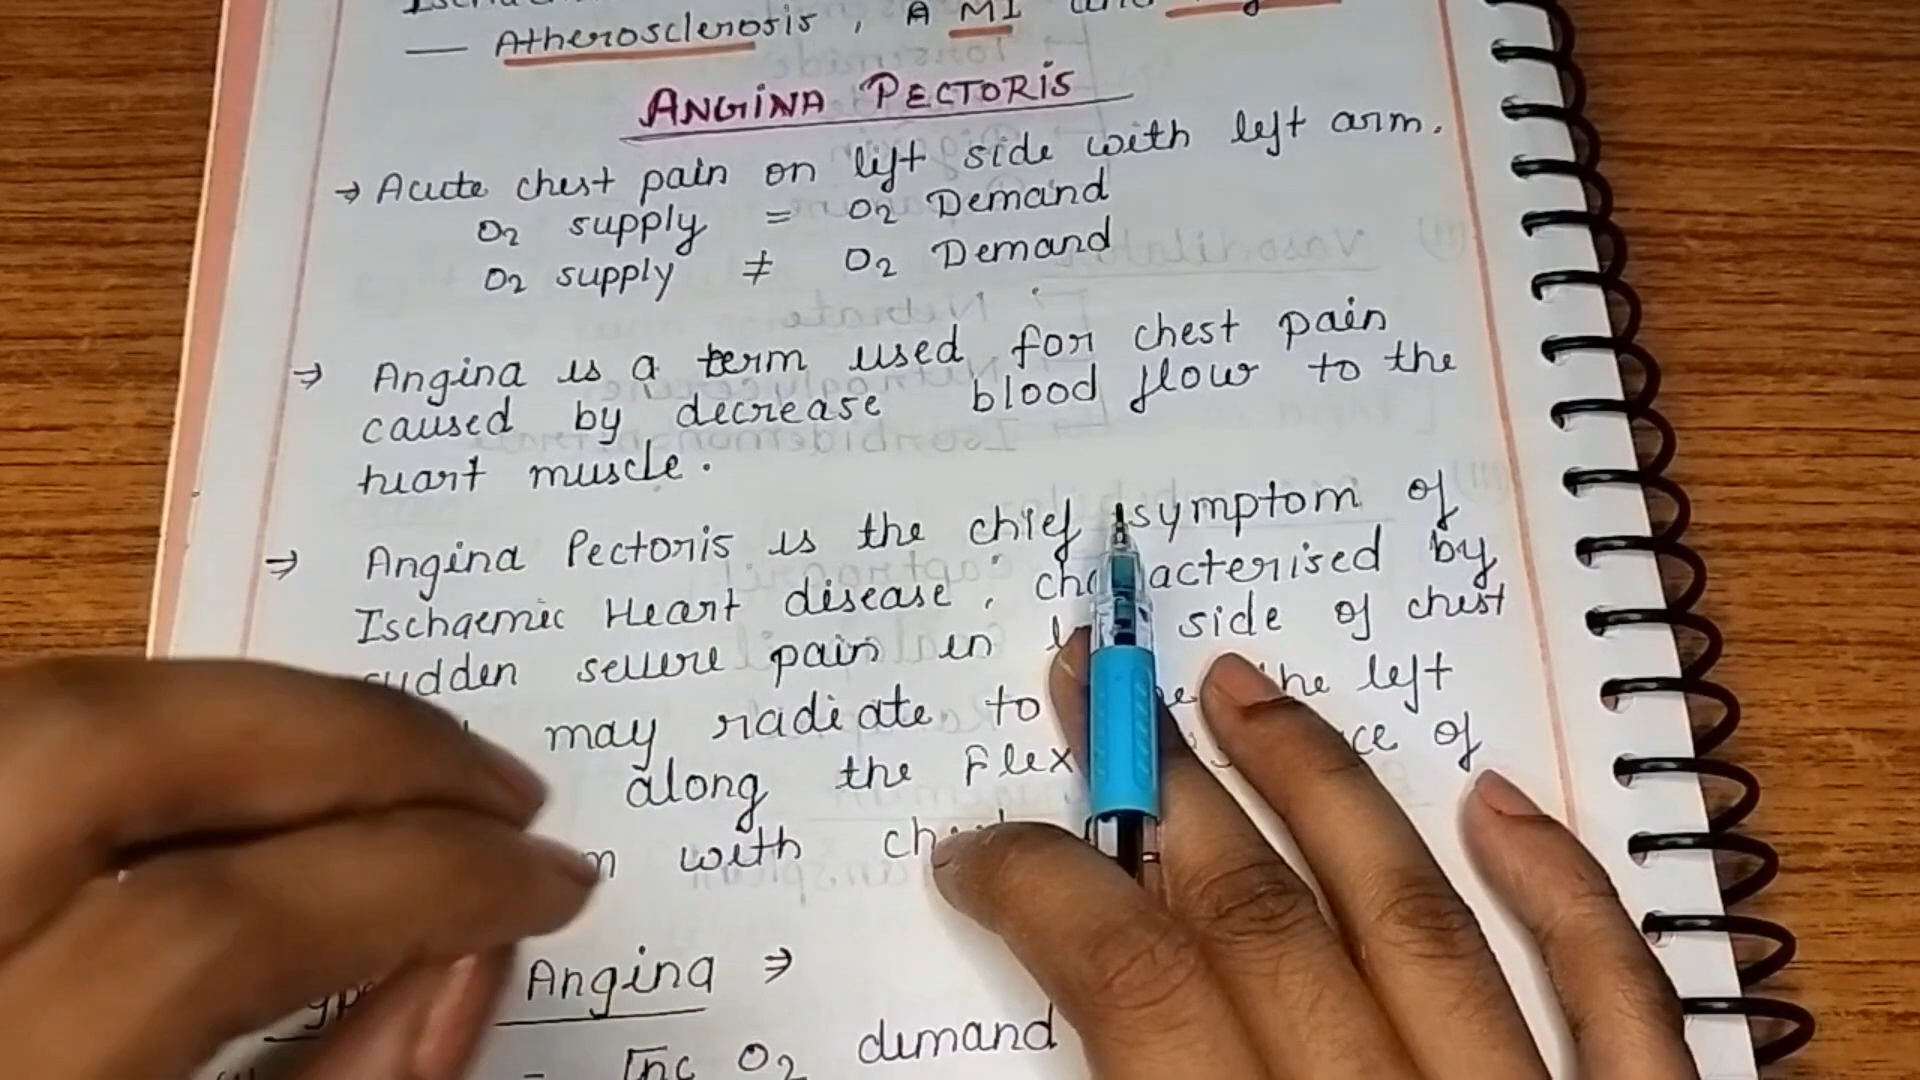 — Atherosclerosis, A MI
ANGINA PECTORIS
→ Acute chest pain on left side with left arm.
O2 supply = O2 Demand
O2 supply ≠ O2 Demand
→ Angina is a term used for chest pain
caused by decrease blood flow to the
heart muscle.
→ Angina Pectoris is the chief symptom of
Ischaemic Heart disease, characterised by
sudden severe pain in side of chest
may radiate to the left
along the of
with
Angina →
- Inc O2 demand